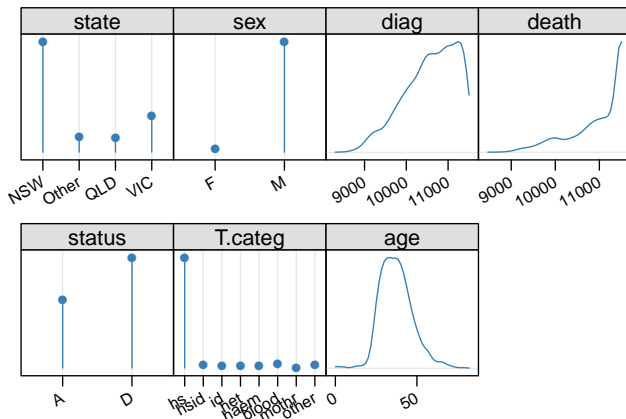 state sex diag death
NSW Other QLD VIC F M 9000 10000 11000 9000 10000 11000
status T.categ age
A D hs hsid id het haem blood mothr other 0 50